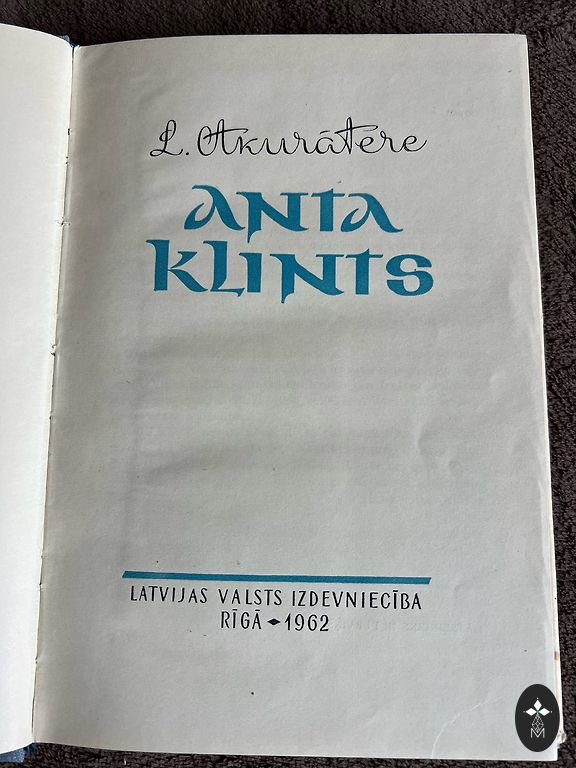 L. Akurātere
ANTA
KLINTS
LATVIJAS VALSTS IZDEVNIECĪBA
RĪGĀ 1962